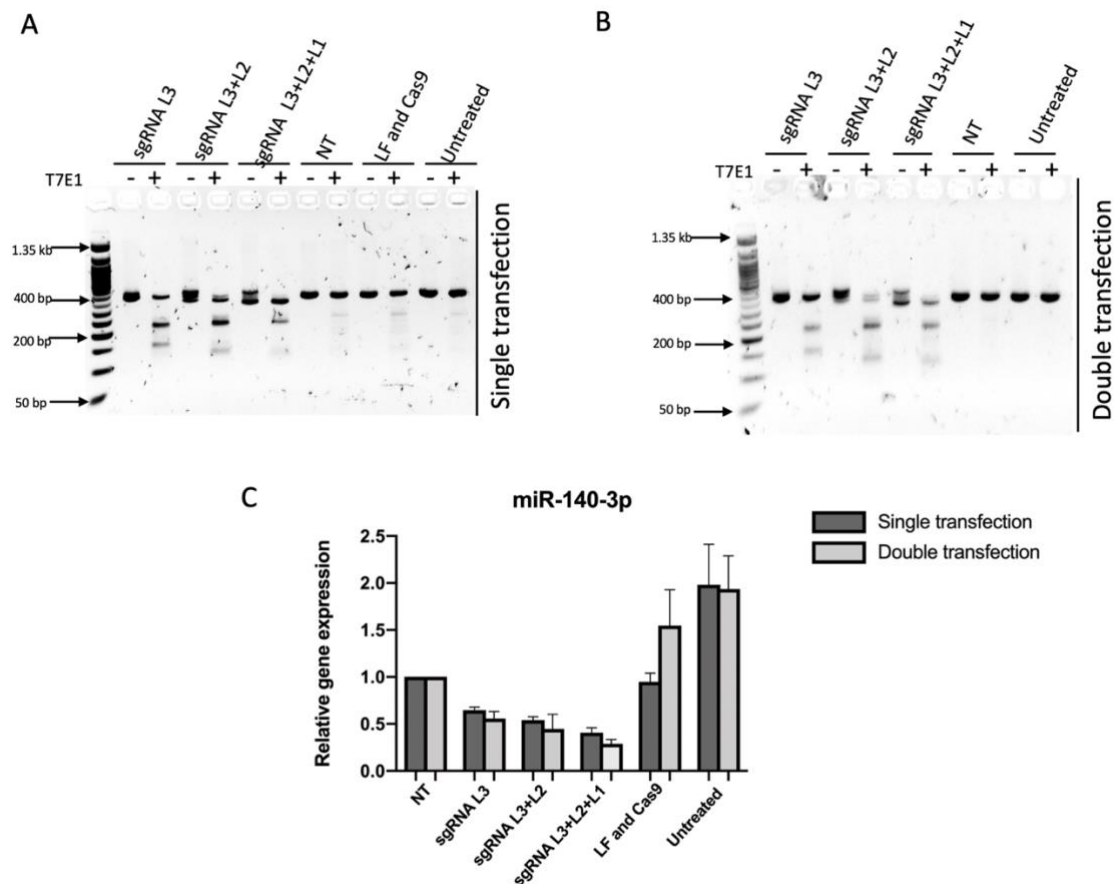 A
sgRNA L3
sgRNA L3+L2
sgRNA L3+L2+L1
NT
LF and Cas9
Untreated
T7E1 - + - + - + - + - + - +
1.35 kb
400 bp
200 bp
50 bp
Single transfection
B
sgRNA L3
sgRNA L3+L2
sgRNA L3+L2+L1
NT
Untreated
T7E1 - + - + - + - + - +
1.35 kb
400 bp
200 bp
50 bp
Double transfection
C
miR-140-3p
Single transfection
Double transfection
Relative gene expression
2.5
2.0
1.5
1.0
0.5
0.0
NT
sgRNA L3
sgRNA L3+L2
sgRNA L3+L2+L1
LF and Cas9
Untreated